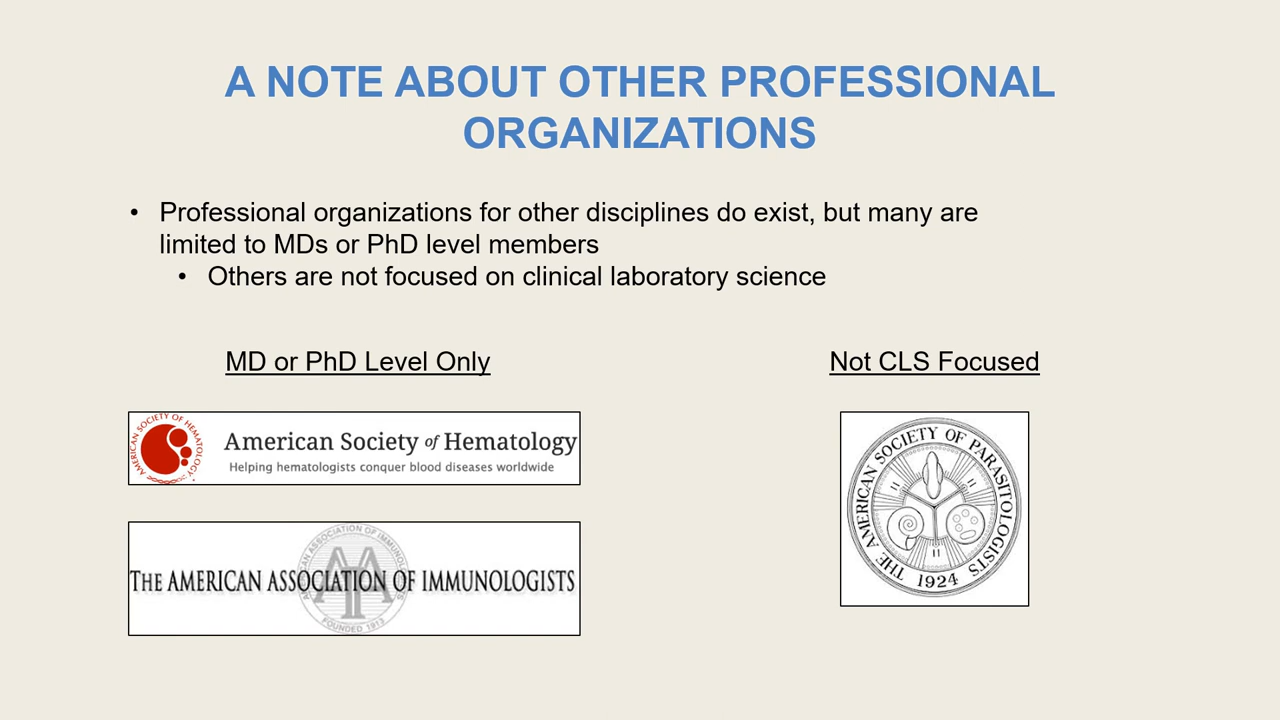 A NOTE ABOUT OTHER PROFESSIONAL
ORGANIZATIONS
• Professional organizations for other disciplines do exist, but many are
limited to MDs or PhD level members
• Others are not focused on clinical laboratory science
MD or PhD Level Only
Not CLS Focused
AMERICAN SOCIETY OF HEMATOLOGY
American Society of Hematology
Helping hematologists conquer blood diseases worldwide
THE AMERICAN SOCIETY OF PARASITOLOGISTS
1924
THE AMERICAN ASSOCIATION OF IMMUNOLOGISTS
FOUNDED 1913